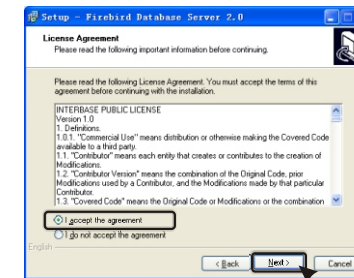 Setup - Firebird Database Server 2.0
License Agreement
Please read the following important information before continuing.
Please read the following License Agreement. You must accept the terms of this
agreement before continuing with the installation.
INTERBASE PUBLIC LICENSE
Version 1.0
1. Definitions.
1.0.1. "Commercial Use" means distribution or otherwise making the Covered Code
available to a third party.
1.1. "Contributor" means each entity that creates or contributes to the creation of
Modifications.
1.2. "Contributor Version" means the combination of the Original Code, prior
Modifications used by a Contributor, and the Modifications made by that particular
Contributor.
1.3. "Covered Code" means the Original Code or Modifications or the combination
I accept the agreement
I do not accept the agreement
English
< Back
Next >
Cancel